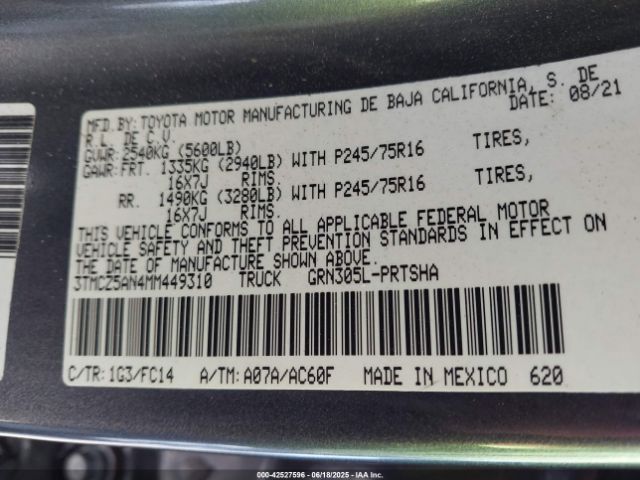 MFD.BY:TOYOTA MOTOR MANUFACTURING DE BAJA CALIFORNIA, S. DE
R.L. DE C.V. DATE: 08/21
GVWR:2540KG (5600LB)
GAWR:FRT. 1335KG (2940LB) WITH P245/75R16 TIRES,
16X7J RIMS.
RR. 1490KG (3280LB) WITH P245/75R16 TIRES,
16X7J RIMS.
THIS VEHICLE CONFORMS TO ALL APPLICABLE FEDERAL MOTOR
VEHICLE SAFETY AND THEFT PREVENTION STANDARDS IN EFFECT ON
THE DATE OF MANUFACTURE SHOWN ABOVE.
3TMCZ5AN4MM449310 TRUCK GRN305L-PRTSHA
C/TR:1G3/FC14 A/TM:A07A/AC60F MADE IN MEXICO 620
000-42527596 - 06/18/2025 - IAA Inc.